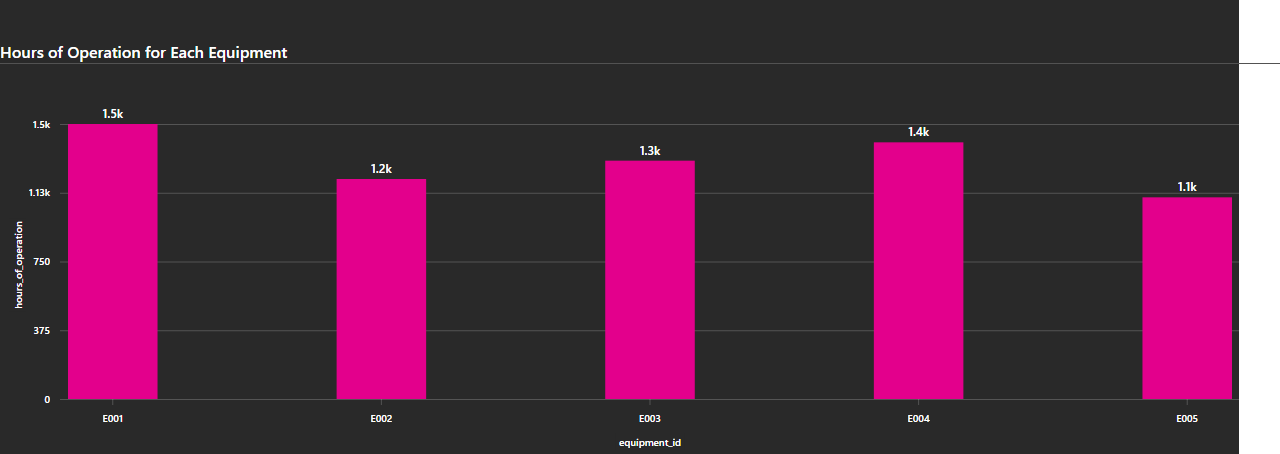 Hours of Operation for Each Equipment
1.5k
1.2k
1.3k
1.4k
1.1k
1.5k
1.13k
750
375
0
hours_of_operation
E001
E002
E003
E004
E005
equipment_id